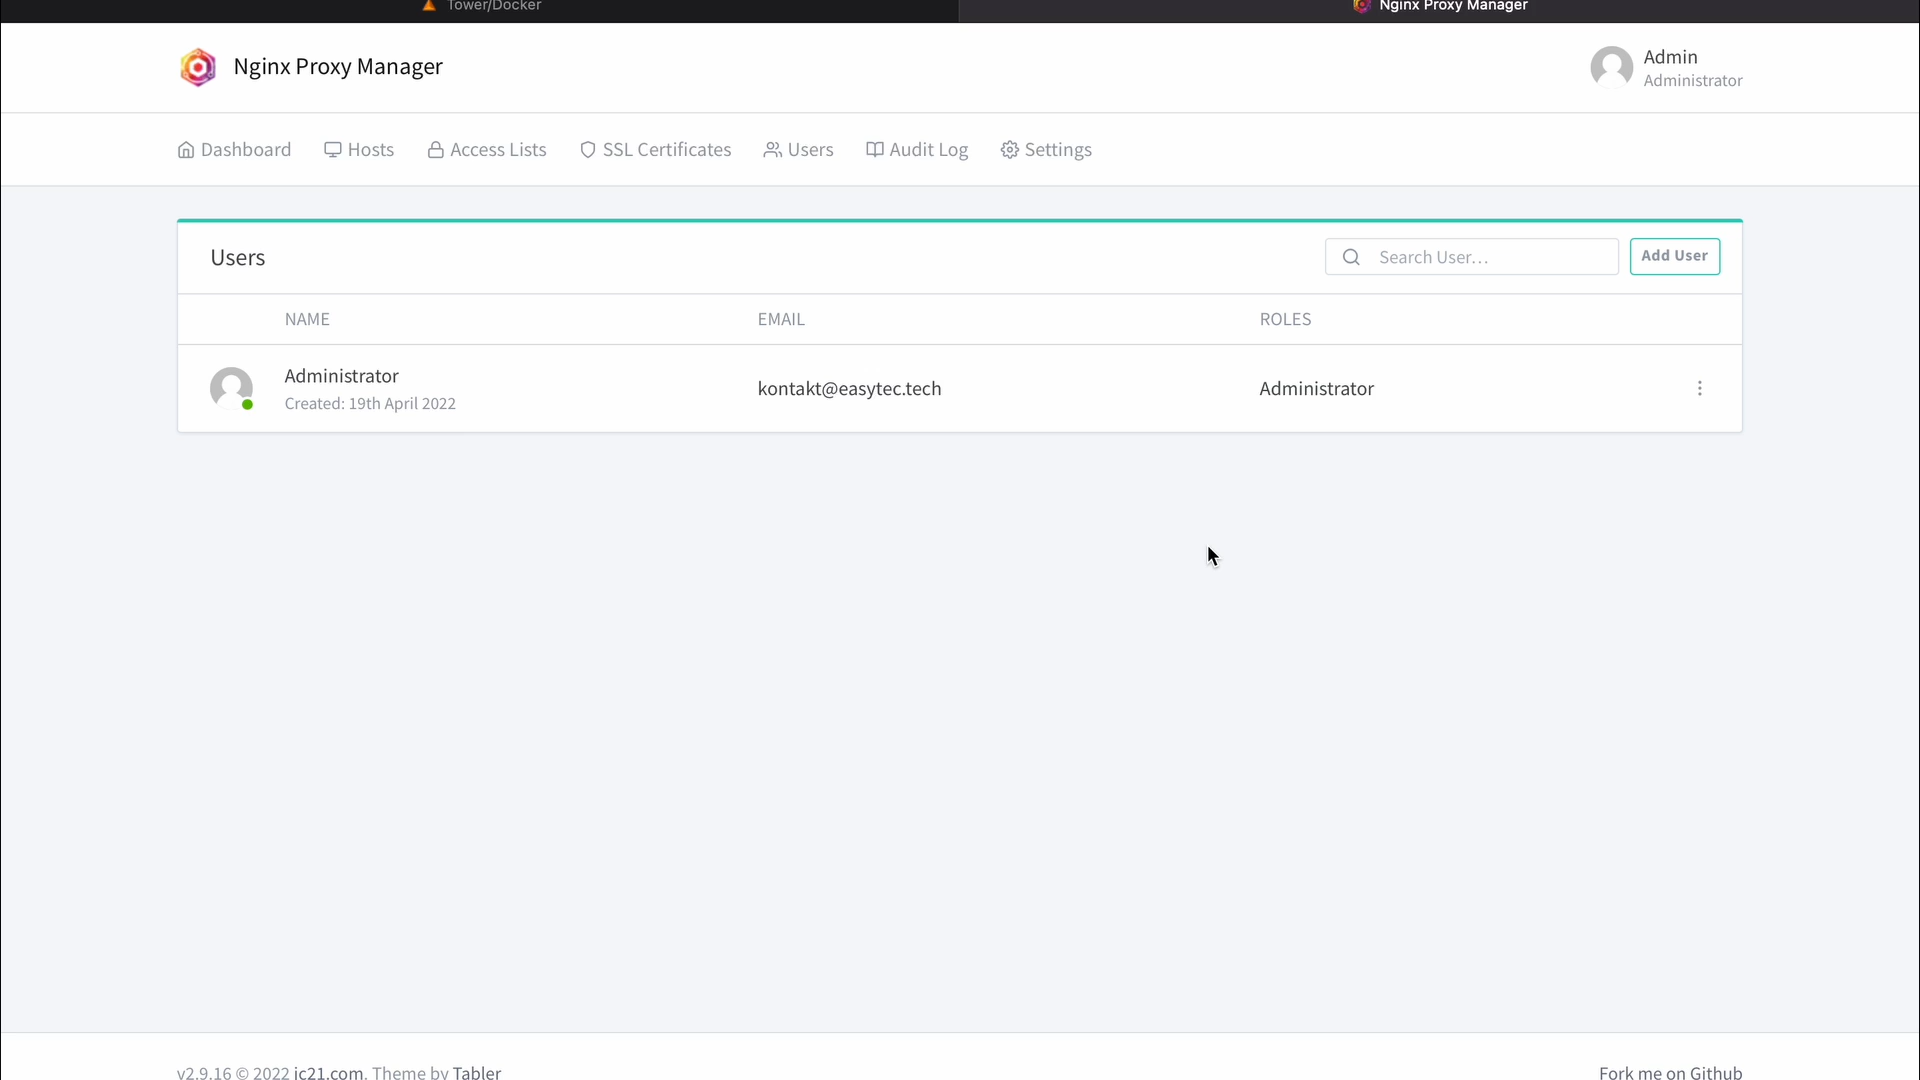 Tower/Docker
Nginx Proxy Manager
Nginx Proxy Manager
Admin
Administrator
Dashboard
Hosts
Access Lists
SSL Certificates
Users
Audit Log
Settings
Users
Search User…
Add User
NAME
EMAIL
ROLES
Administrator
Created: 19th April 2022
kontakt@easytec.tech
Administrator
v2.9.16 © 2022 jc21.com. Theme by Tabler
Fork me on Github